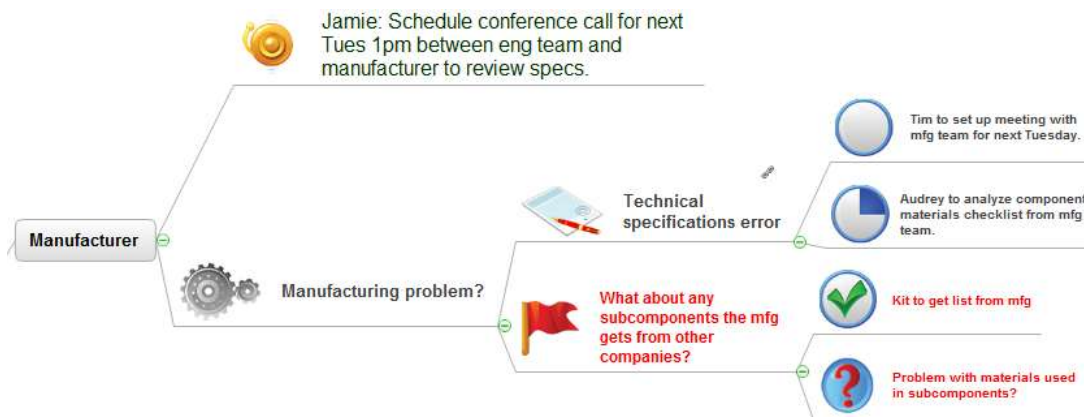 Jamie: Schedule conference call for next
Tues 1pm between eng team and
manufacturer to review specs.
Tim to set up meeting with
mfg team for next Tuesday.
Technical
specifications error
Audrey to analyze component
materials checklist from mfg
team.
Manufacturer
Manufacturing problem?
What about any
subcomponents the mfg
gets from other
companies?
Kit to get list from mfg
Problem with materials used
in subcomponents?